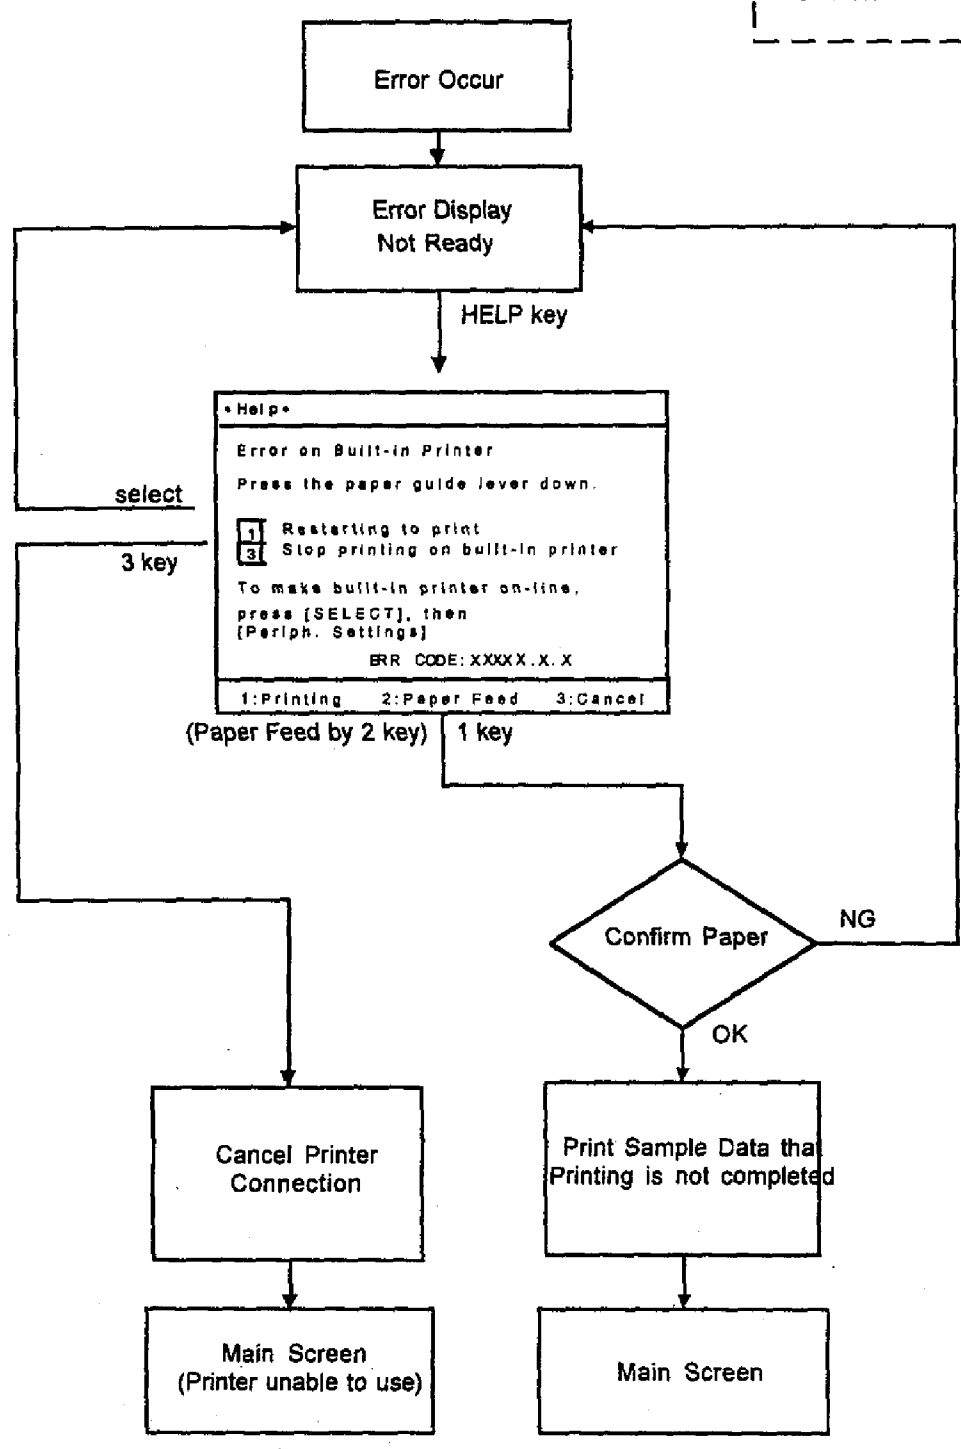 Error Occur
Error Display
Not Ready
HELP key
*Help*
Error on Built-in Printer
Press the paper guide lever down.
select
1 Restarting to print
3 Stop printing on built-in printer
3 key
To make built-in printer on-line,
press [SELECT], then
[Periph. Settings]
ERR CODE: XXXXX.X.X
1:Printing 2:Paper Feed 3:Cancel
(Paper Feed by 2 key) 1 key
Confirm Paper
NG
OK
Cancel Printer
Connection
Print Sample Data that
Printing is not completed
Main Screen
(Printer unable to use)
Main Screen